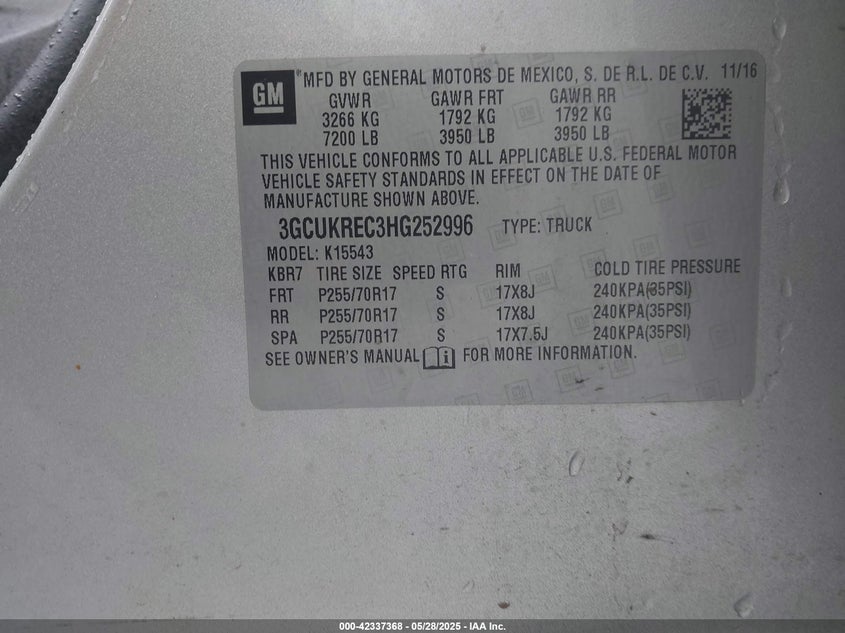 GM
®MFD BY GENERAL MOTORS DE MEXICO, S. DE R.L. DE C.V. 11/16
GVWR GAWR FRT GAWR RR
3266 KG 1792 KG 1792 KG
7200 LB 3950 LB 3950 LB
THIS VEHICLE CONFORMS TO ALL APPLICABLE U.S. FEDERAL MOTOR
VEHICLE SAFETY STANDARDS IN EFFECT ON THE DATE OF
MANUFACTURE SHOWN ABOVE.
3GCUKREC3HG252996 TYPE: TRUCK
MODEL: K15543
KBR7 TIRE SIZE SPEED RTG RIM COLD TIRE PRESSURE
FRT P255/70R17 S 17X8J 240KPA(35PSI)
RR P255/70R17 S 17X8J 240KPA(35PSI)
SPA P255/70R17 S 17X7.5J 240KPA(35PSI)
SEE OWNER'S MANUAL FOR MORE INFORMATION.
000-42337368 - 05/28/2025 - IAA Inc.